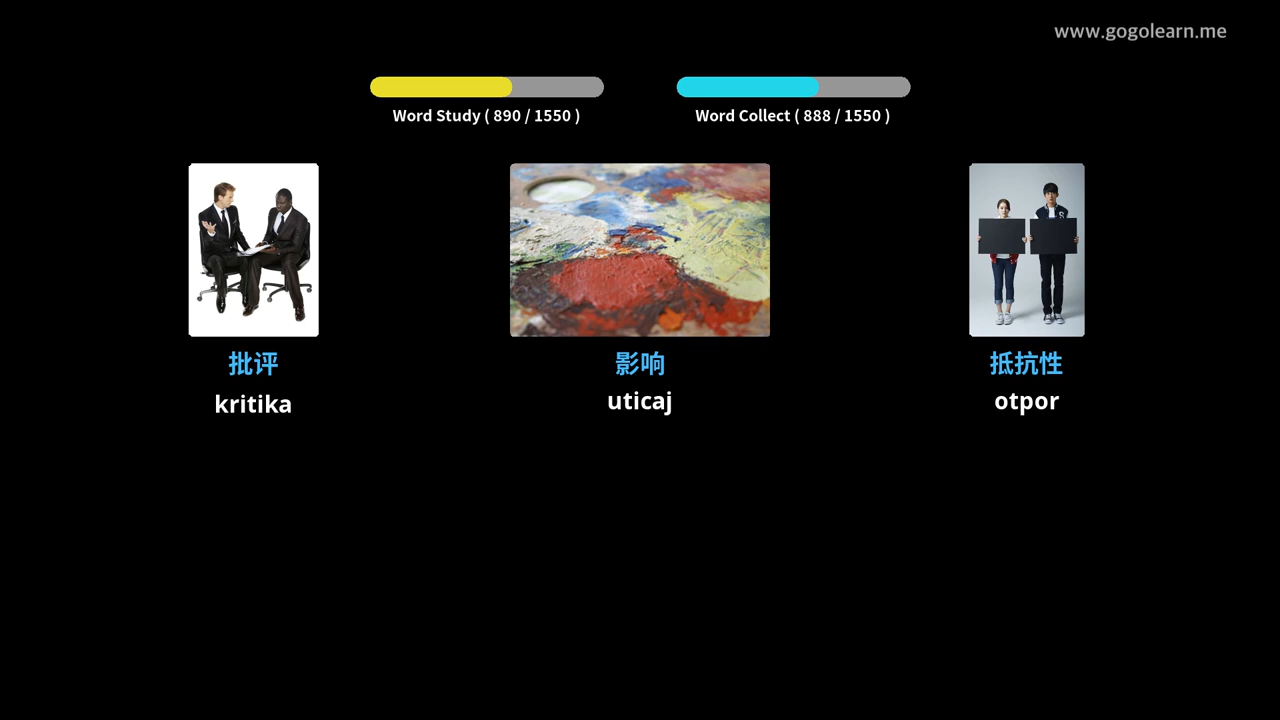 www.gogolearn.me
Word Study ( 890 / 1550 )
Word Collect ( 888 / 1550 )
批评
影响
抵抗性
kritika
uticaj
otpor